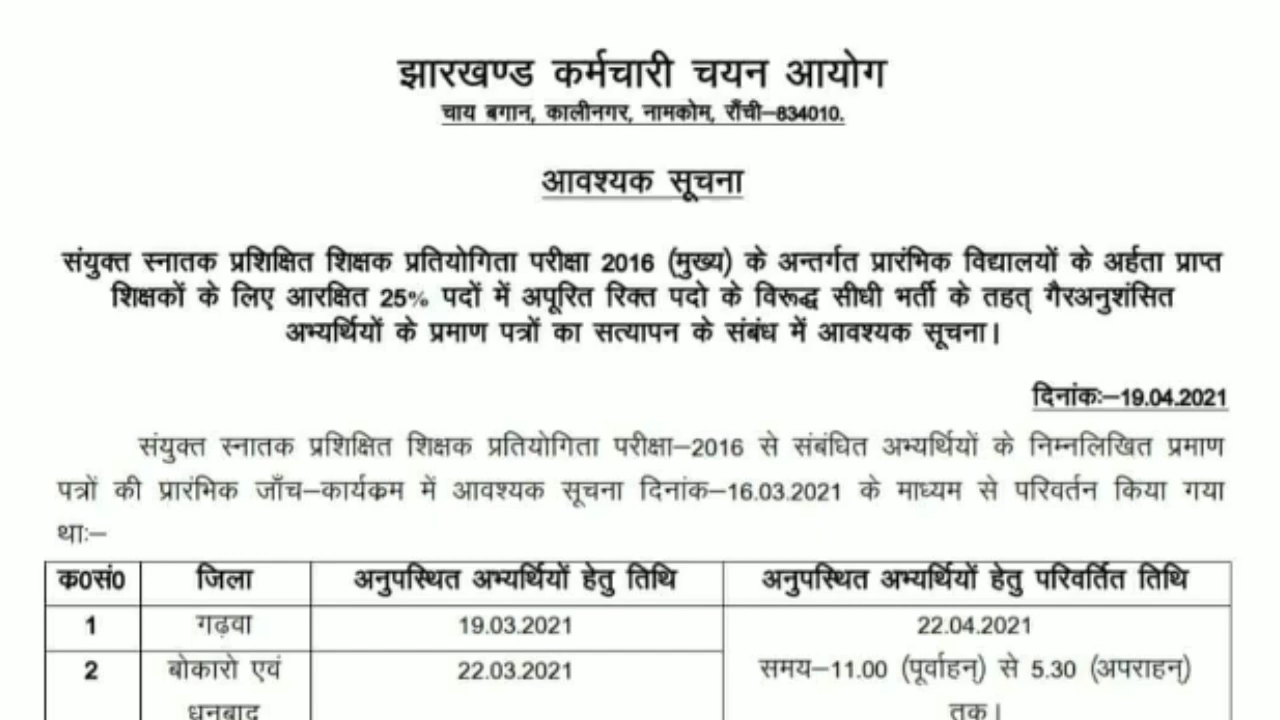 झारखण्ड कर्मचारी चयन आयोग
चाय बगान, कालीनगर, नामकोम, राँची–834010.
आवश्यक सूचना
संयुक्त स्नातक प्रशिक्षित शिक्षक प्रतियोगिता परीक्षा 2016 (मुख्य) के अन्तर्गत प्रारंभिक विद्यालयों के अर्हता प्राप्त
शिक्षकों के लिए आरक्षित 25% पदों में अपूरित रिक्त पदो के विरूद्ध सीधी भर्ती के तहत् गैरअनुशंसित
अभ्यर्थियों के प्रमाण पत्रों का सत्यापन के संबंध में आवश्यक सूचना।
दिनांकः–19.04.2021
संयुक्त स्नातक प्रशिक्षित शिक्षक प्रतियोगिता परीक्षा–2016 से संबंधित अभ्यर्थियों के निम्नलिखित प्रमाण
पत्रों की प्रारंभिक जाँच–कार्यक्रम में आवश्यक सूचना दिनांक–16.03.2021 के माध्यम से परिवर्तन किया गया
थाः–
क0सं0 जिला अनुपस्थित अभ्यर्थियों हेतु तिथि अनुपस्थित अभ्यर्थियों हेतु परिवर्तित तिथि
1 गढ़वा 19.03.2021 22.04.2021
2 बोकारो एवं 22.03.2021 समय–11.00 (पूर्वाहन) से 5.30 (अपराहन)
धनबाद तक।